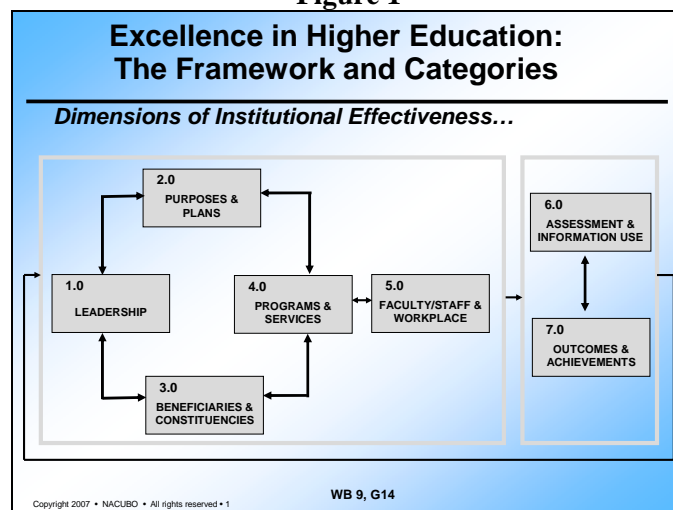 Figure 1
Excellence in Higher Education:
The Framework and Categories
Dimensions of Institutional Effectiveness…
2.0
PURPOSES &
PLANS
1.0
LEADERSHIP
4.0
PROGRAMS &
SERVICES
5.0
FACULTY/STAFF &
WORKPLACE
3.0
BENEFICIARIES &
CONSTITUENCIES
6.0
ASSESSMENT &
INFORMATION USE
7.0
OUTCOMES &
ACHIEVEMENTS
WB 9, G14
Copyright 2007 • NACUBO • All rights reserved • 1